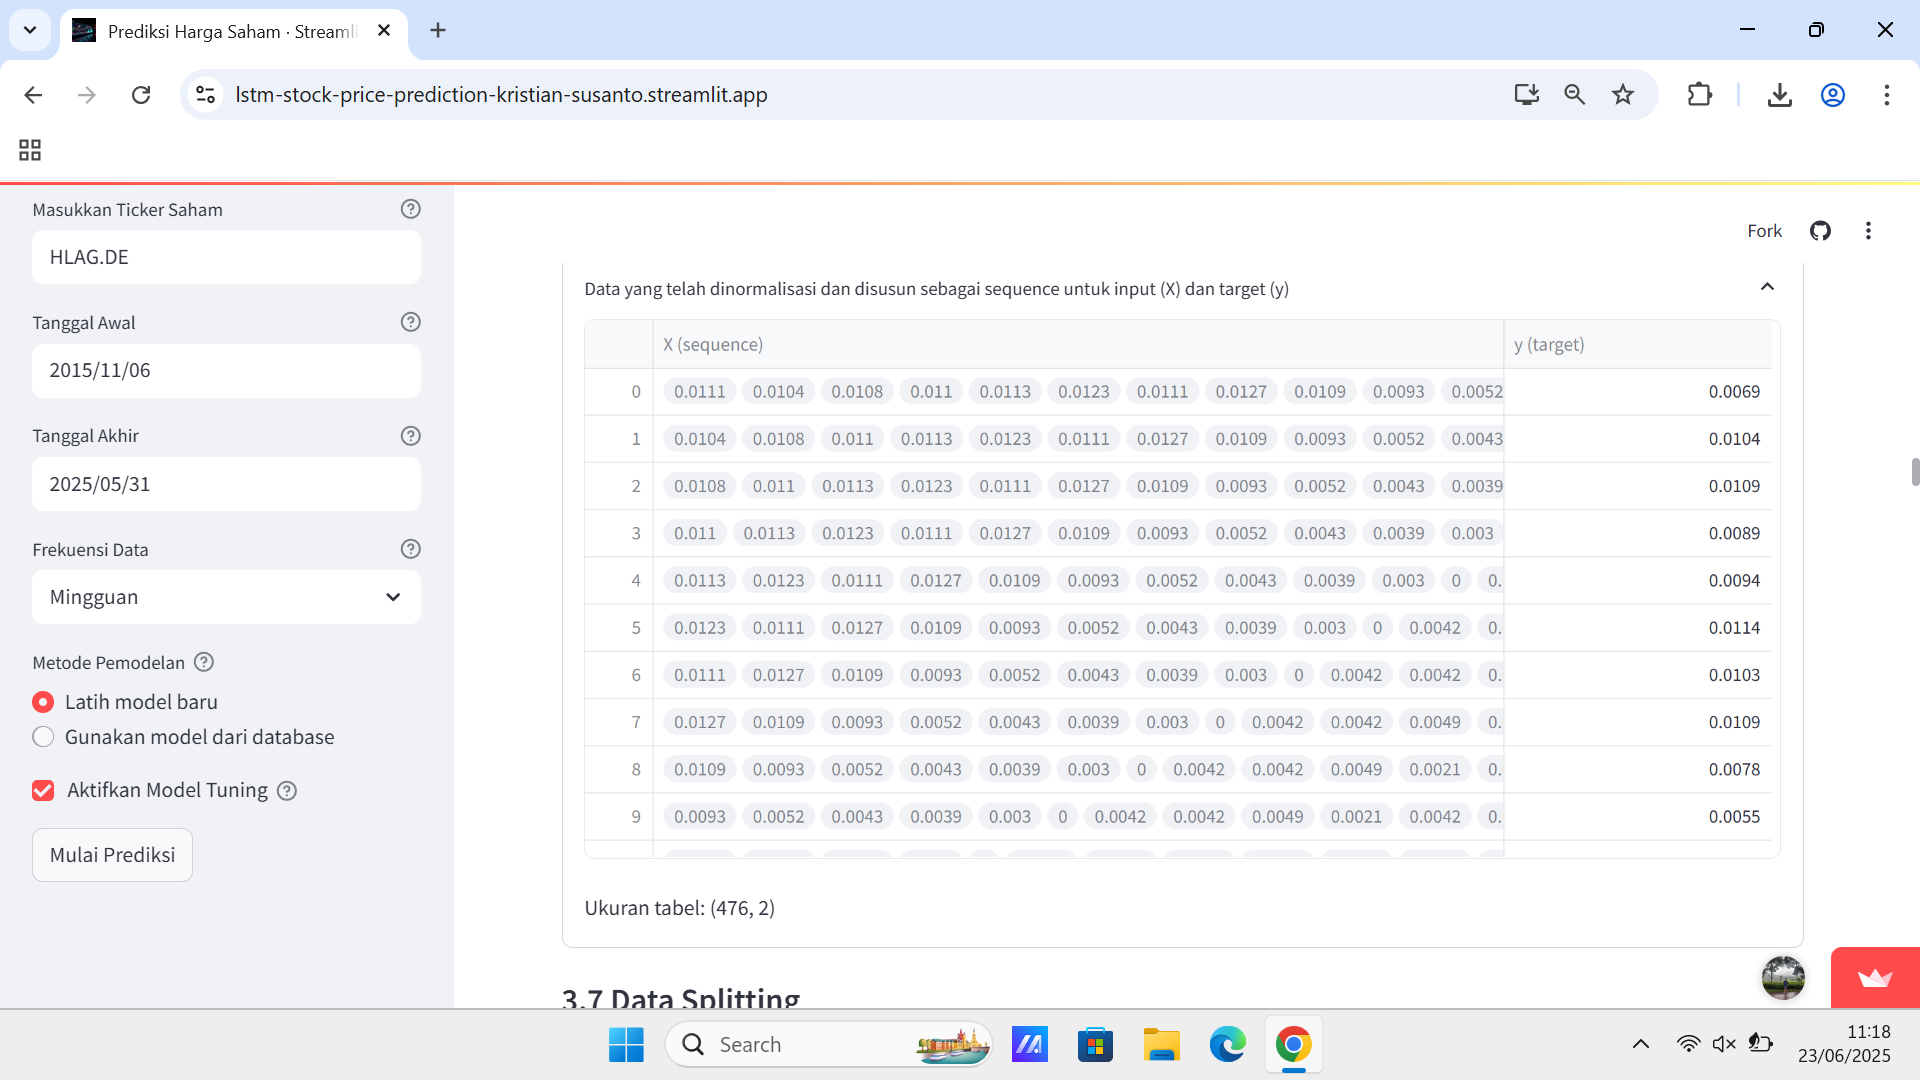 Prediksi Harga Saham · Streamli
lstm-stock-price-prediction-kristian-susanto.streamlit.app
Masukkan Ticker Saham
HLAG.DE
Tanggal Awal
2015/11/06
Tanggal Akhir
2025/05/31
Frekuensi Data
Mingguan
Metode Pemodelan
Latih model baru
Gunakan model dari database
Aktifkan Model Tuning
Mulai Prediksi
Fork
Data yang telah dinormalisasi dan disusun sebagai sequence untuk input (X) dan target (y)
X (sequence) y (target)
0 0.0111 0.0104 0.0108 0.011 0.0113 0.0123 0.0111 0.0127 0.0109 0.0093 0.0052 0.0069
1 0.0104 0.0108 0.011 0.0113 0.0123 0.0111 0.0127 0.0109 0.0093 0.0052 0.0043 0.0104
2 0.0108 0.011 0.0113 0.0123 0.0111 0.0127 0.0109 0.0093 0.0052 0.0043 0.0039 0.0109
3 0.011 0.0113 0.0123 0.0111 0.0127 0.0109 0.0093 0.0052 0.0043 0.0039 0.003 0.0089
4 0.0113 0.0123 0.0111 0.0127 0.0109 0.0093 0.0052 0.0043 0.0039 0.003 0 0. 0.0094
5 0.0123 0.0111 0.0127 0.0109 0.0093 0.0052 0.0043 0.0039 0.003 0 0.0042 0. 0.0114
6 0.0111 0.0127 0.0109 0.0093 0.0052 0.0043 0.0039 0.003 0 0.0042 0.0042 0. 0.0103
7 0.0127 0.0109 0.0093 0.0052 0.0043 0.0039 0.003 0 0.0042 0.0042 0.0049 0. 0.0109
8 0.0109 0.0093 0.0052 0.0043 0.0039 0.003 0 0.0042 0.0042 0.0049 0.0021 0. 0.0078
9 0.0093 0.0052 0.0043 0.0039 0.003 0 0.0042 0.0042 0.0049 0.0021 0.0042 0. 0.0055
Ukuran tabel: (476, 2)
3.7 Data Splitting
Search
11:18
23/06/2025